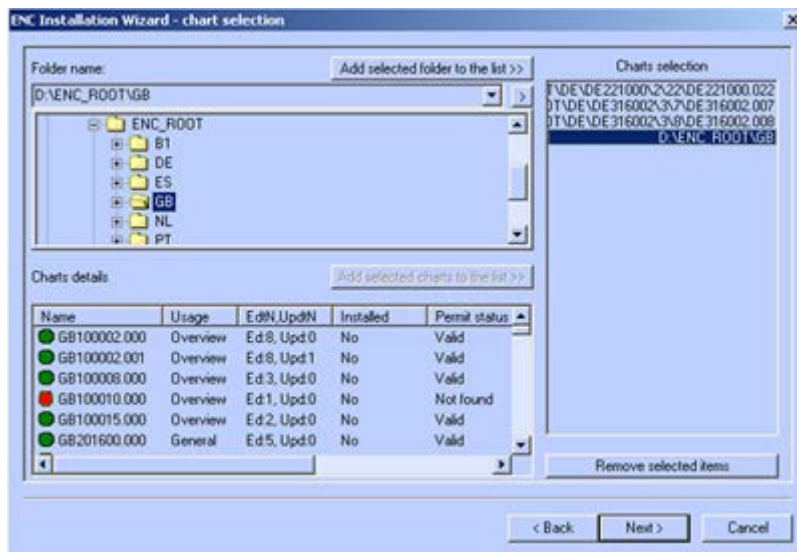 ENC Installation Wizard - chart selection
Folder name:
Add selected folder to the list >>
D:\ENC_ROOT\GB
>
ENC_ROOT
B1
DE
ES
GB
NL
PT
Charts details
Add selected charts to the list >>
Name Usage EdtN,UpdN Installed Permit status
GB100002.000 Overview Ed:8, Upd:0 No Valid
GB100002.001 Overview Ed:8, Upd:1 No Valid
GB100008.000 Overview Ed:3, Upd:0 No Valid
GB100010.000 Overview Ed:1, Upd:0 No Not found
GB100015.000 Overview Ed:2, Upd:0 No Valid
GB201600.000 General Ed:5, Upd:0 No Valid
Charts selection
T\DE\DE221000\2\22\DE221000.022
OT\DE\DE316002\3\7\DE316002.007
OT\DE\DE316002\3\8\DE316002.008
D:\ENC_ROOT\GB
Remove selected items
< Back Next > Cancel